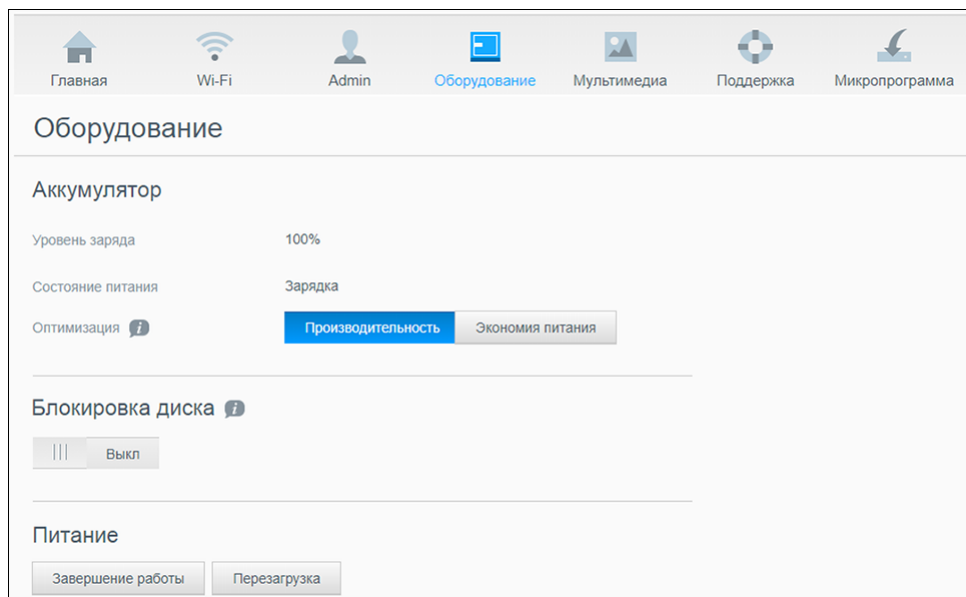 Главная Wi-Fi Admin Оборудование Мультимедиа Поддержка Микропрограмма
Оборудование
Аккумулятор
Уровень заряда 100%
Состояние питания Зарядка
Оптимизация i Производительность Экономия питания
Блокировка диска i
Выкл
Питание
Завершение работы Перезагрузка